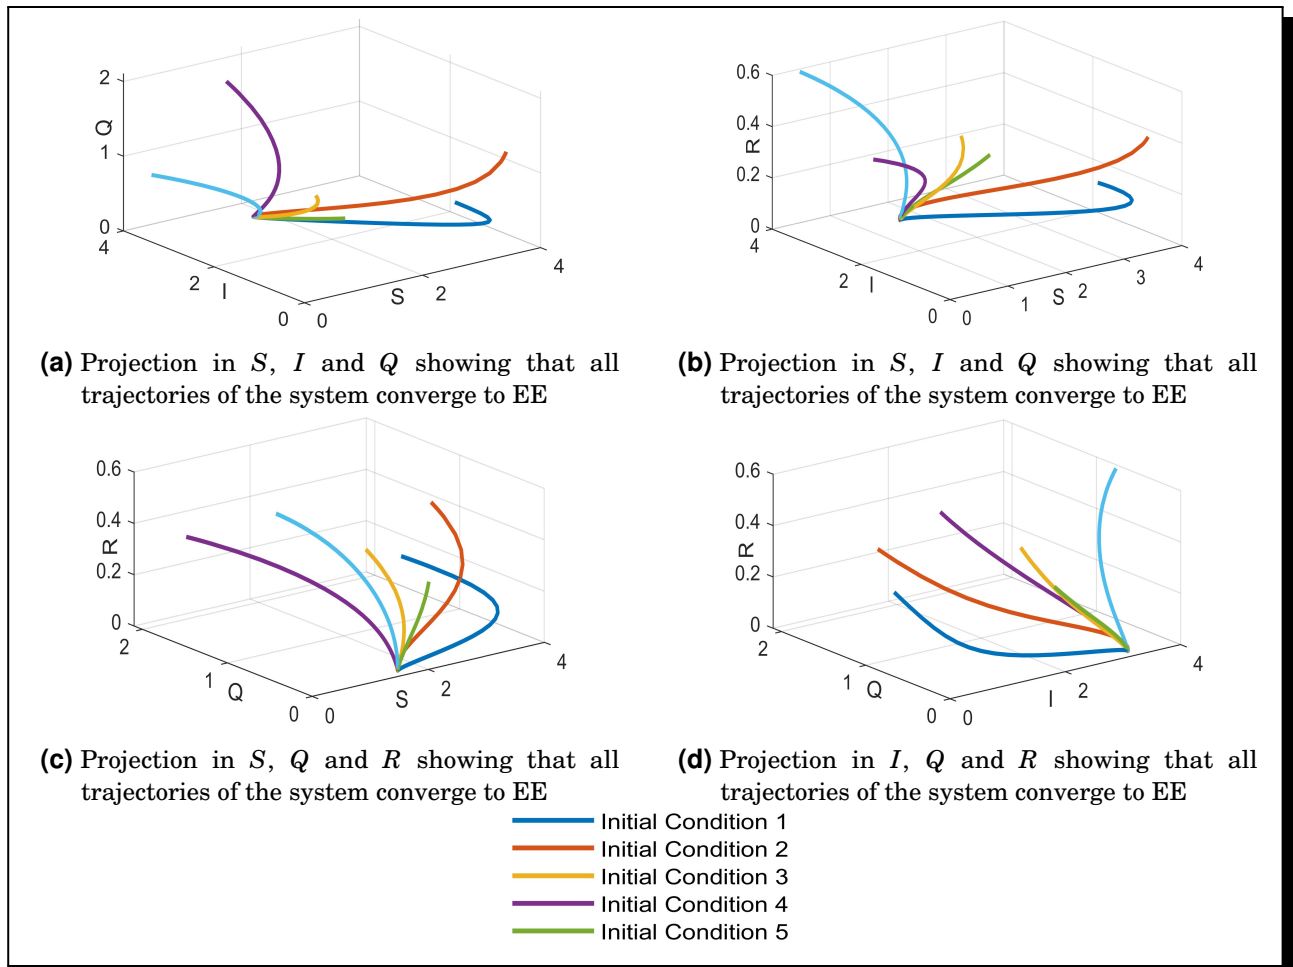 2
1
0
Q
4
2
I
0
0
S
2
4
0.6
0.4
0.2
0
R
4
2
I
0
0
1
S
2
3
4
(a) Projection in S, I and Q showing that all
trajectories of the system converge to EE
(b) Projection in S, I and Q showing that all
trajectories of the system converge to EE
0.6
0.4
0.2
0
R
2
1
Q
0
0
S
2
4
0.6
0.4
0.2
0
R
2
1
Q
0
0
I
2
4
(c) Projection in S, Q and R showing that all
trajectories of the system converge to EE
(d) Projection in I, Q and R showing that all
trajectories of the system converge to EE
Initial Condition 1
Initial Condition 2
Initial Condition 3
Initial Condition 4
Initial Condition 5